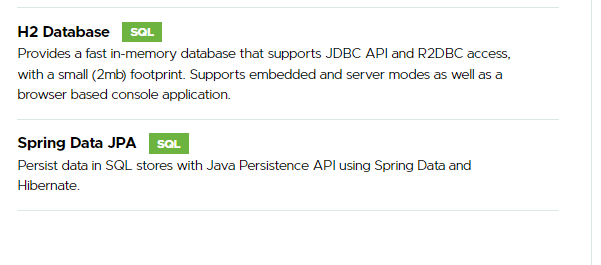 H2 Database SQL
Provides a fast in-memory database that supports JDBC API and R2DBC access,
with a small (2mb) footprint. Supports embedded and server modes as well as a
browser based console application.
Spring Data JPA SQL
Persist data in SQL stores with Java Persistence API using Spring Data and
Hibernate.